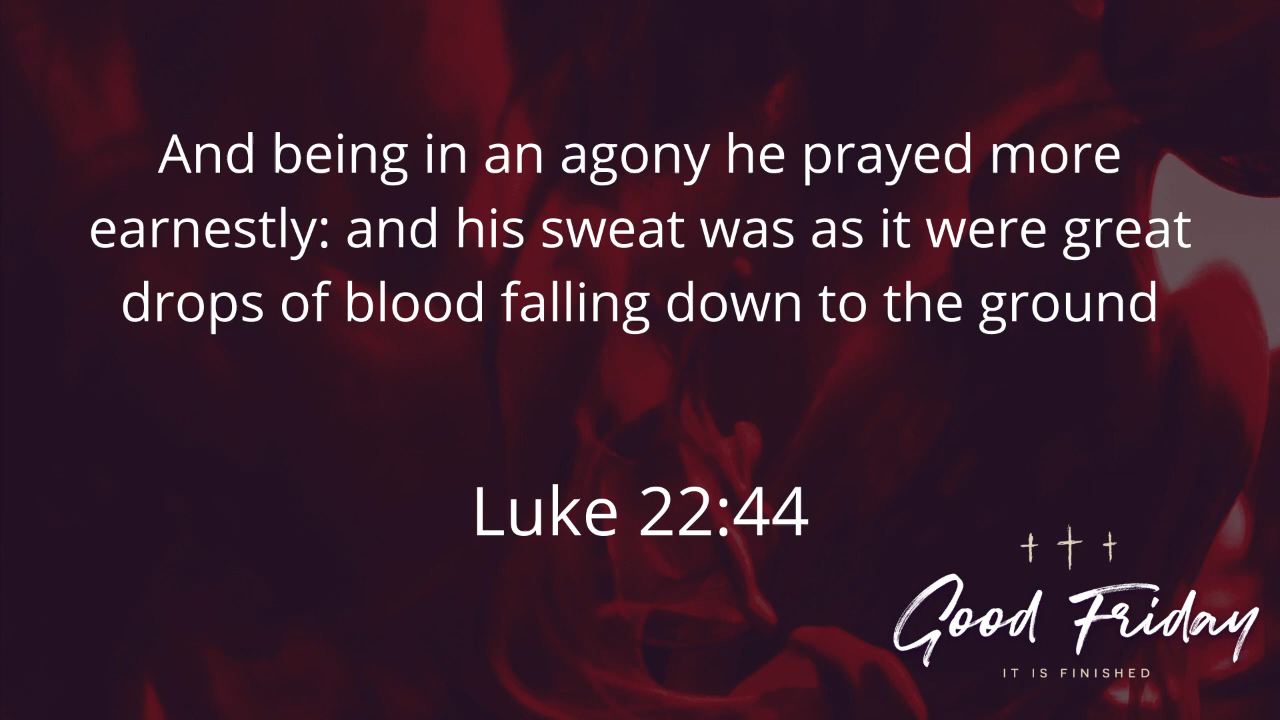 And being in an agony he prayed more
earnestly: and his sweat was as it were great
drops of blood falling down to the ground
Luke 22:44
Good Friday
IT IS FINISHED